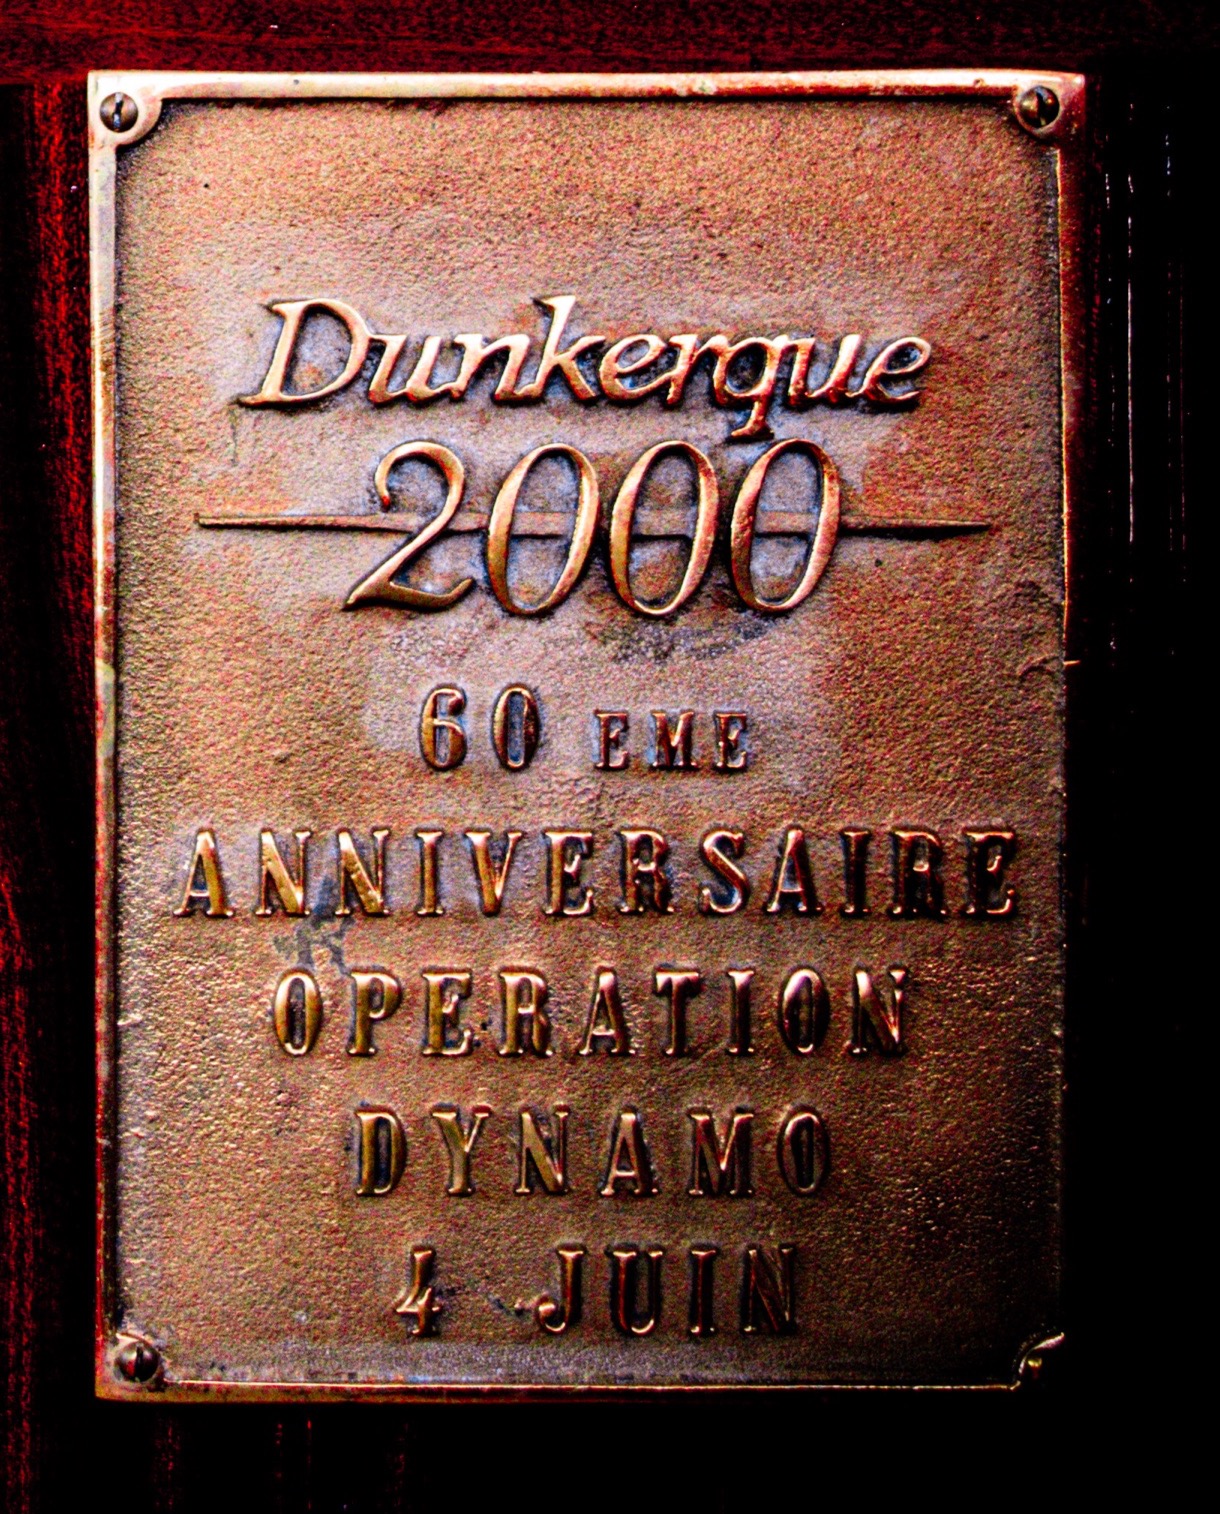 Dunkerque
2000
60 EME
ANNIVERSAIRE
OPERATION
DYNAMO
4 JUIN